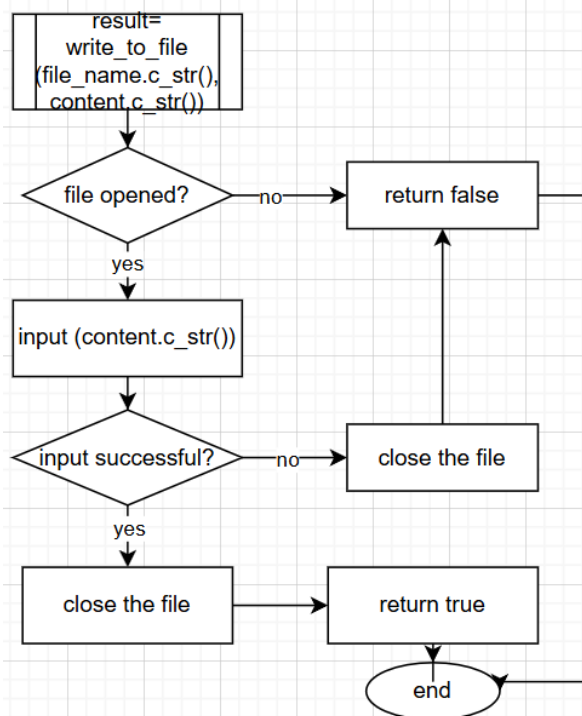 result=
write_to_file
(file_name.c_str(),
content.c_str())
file opened?
no
return false
yes
input (content.c_str())
input successful?
no
close the file
yes
close the file
return true
end